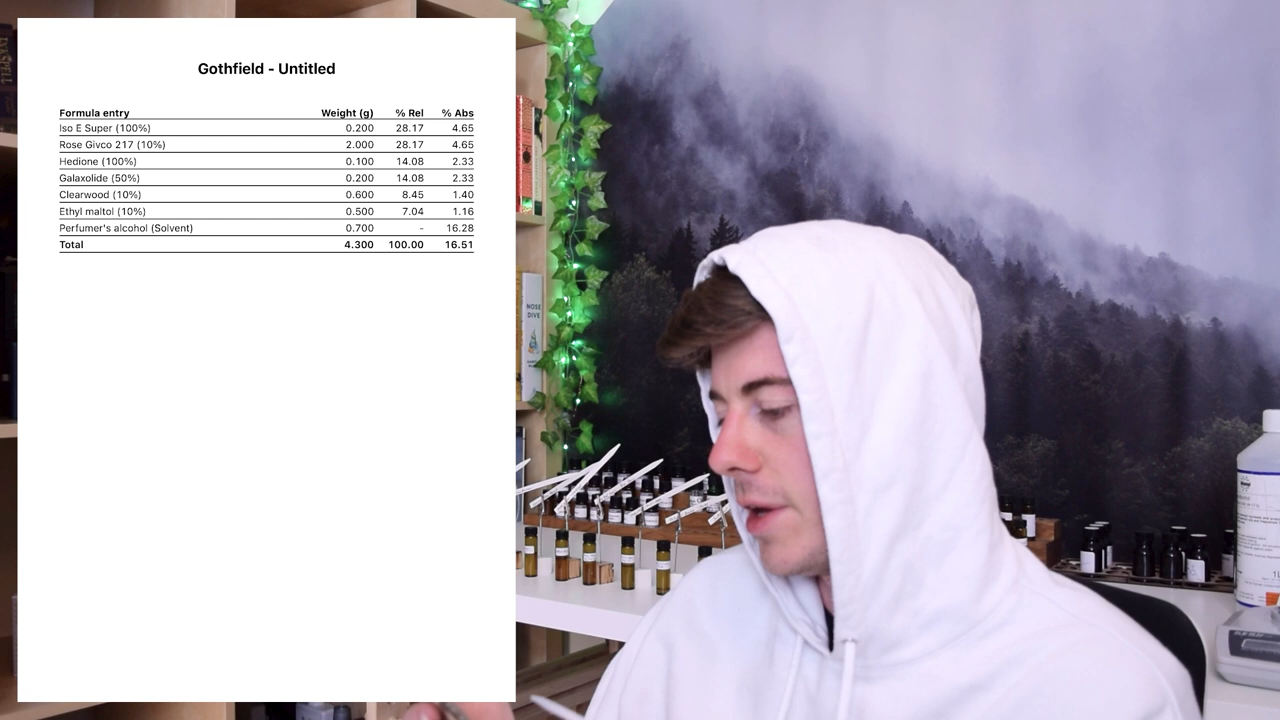 Gothfield - Untitled
Formula entry Weight (g) % Rel % Abs
Iso E Super (100%) 0.200 28.17 4.65
Rose Givco 217 (10%) 2.000 28.17 4.65
Hedione (100%) 0.100 14.08 2.33
Galaxolide (50%) 0.200 14.08 2.33
Clearwood (10%) 0.600 8.45 1.40
Ethyl maltol (10%) 0.500 7.04 1.16
Perfumer's alcohol (Solvent) 0.700 – 16.28
Total 4.300 100.00 16.51
NOSE
DIVE